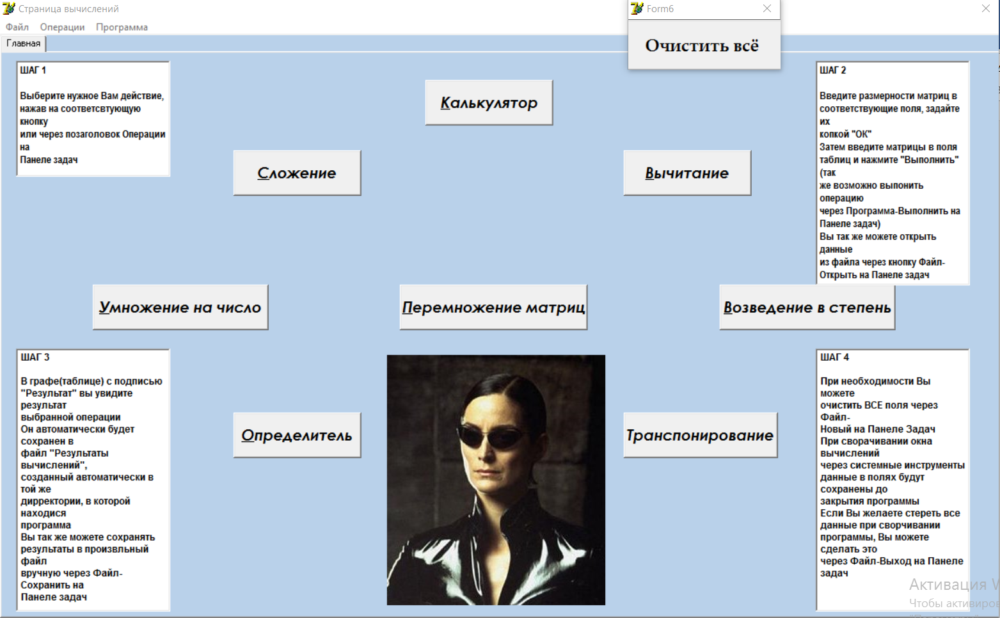 Страница вычислений
Form6
Файл Операции Программа
Очистить всё
Главная
ШАГ 1
Выберите нужное Вам действие,
нажав на соответсвтующую
кнопку
или через позаголовок Операции
на
Панеле задач
Калькулятор
Сложение
Вычитание
ШАГ 2
Введите размерности матриц в
соответствующие поля, задайте
их
копкой "ОК"
Затем введите матрицы в поля
таблиц и нажмите "Выполнить"
(так
же возможно выпонить
операцию
через Программа-Выполнить на
Панеле задач)
Вы так же можете открыть
данные
из файла через кнопку Файл-
Открыть на Панеле задач
Умножение на число
Перемножение матриц
Возведение в степень
ШАГ 3
В графе(таблице) с подписью
"Результат" вы увидите
результат
выбранной операции
Он автоматически будет
сохранен в
файл "Результаты
вычислений",
созданный автоматически в
той же
дирректории, в которой
находися
программа
Вы так же можете сохранять
результаты в произвльный
файл
вручную через Файл-
Сохранить на
Панеле задач
Определитель
Транспонирование
ШАГ 4
При необходимости Вы
можете
очистить ВСЕ поля через
Файл-
Новый на Панеле Задач
При сворачивании окна
вычислений
через системные инструменты
данные в полях будут
сохранены до
закрытия программы
Если Вы желаете стереть все
данные при сворчивании
программы, Вы можете
сделать это
через Файл-Выход на Панеле
задач
Активация
Чтобы активиров